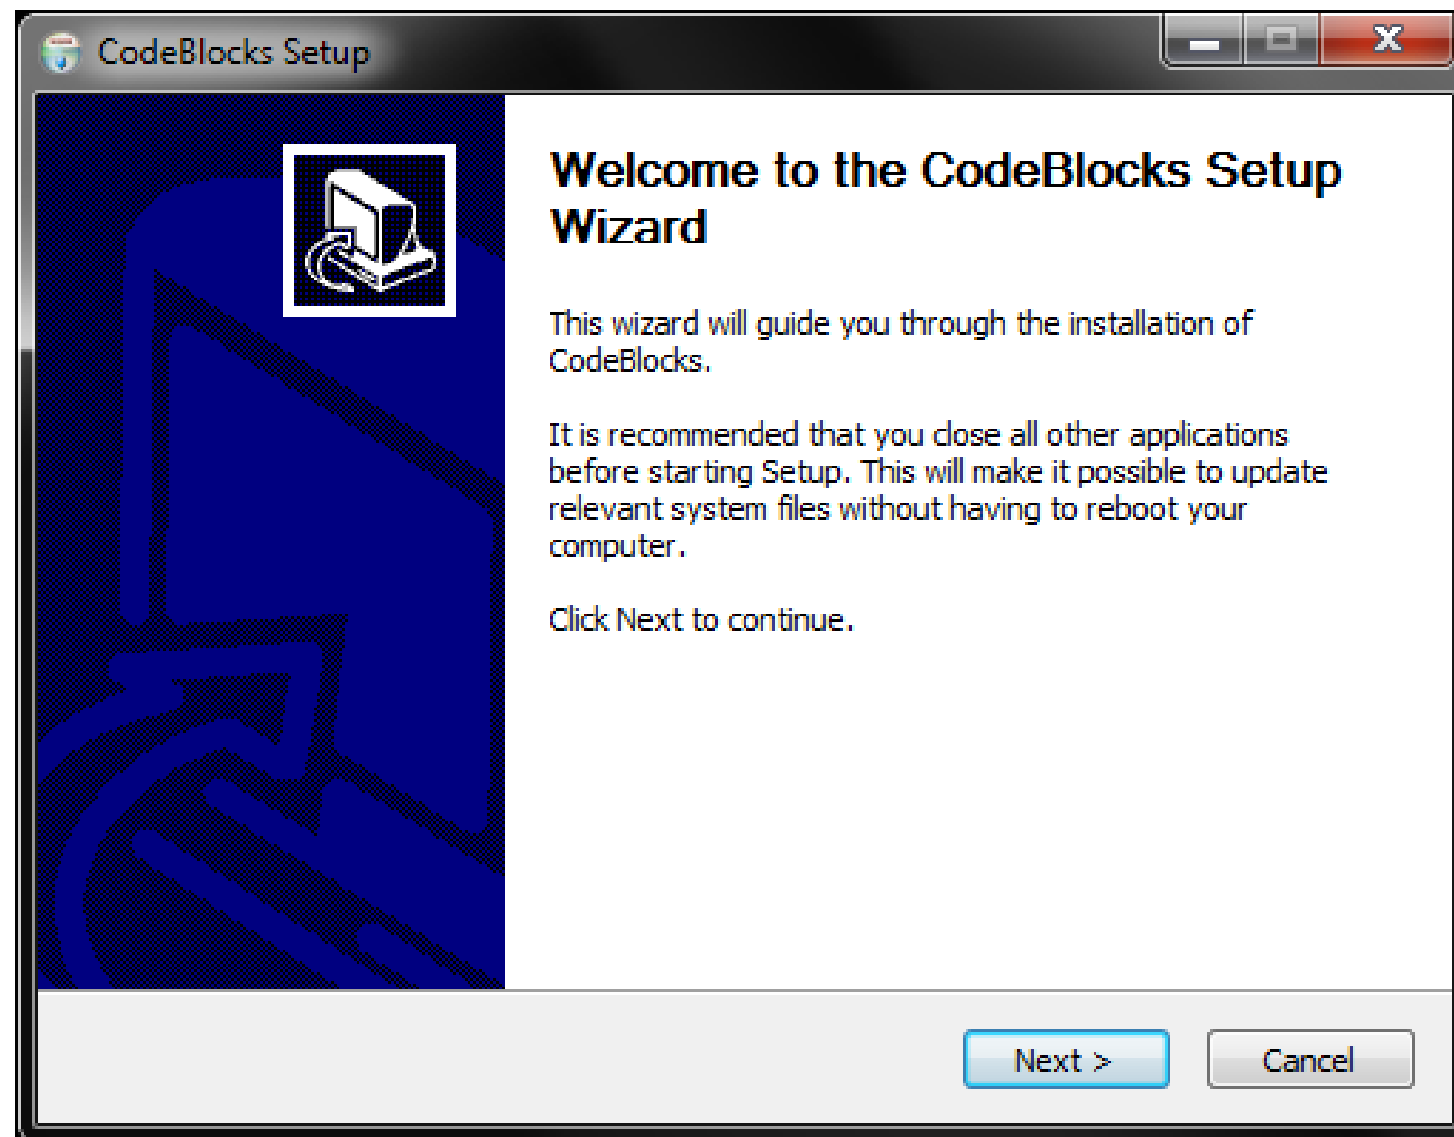 CodeBlocks Setup
Welcome to the CodeBlocks Setup
Wizard
This wizard will guide you through the installation of
CodeBlocks.
It is recommended that you close all other applications
before starting Setup. This will make it possible to update
relevant system files without having to reboot your
computer.
Click Next to continue.
Next >
Cancel